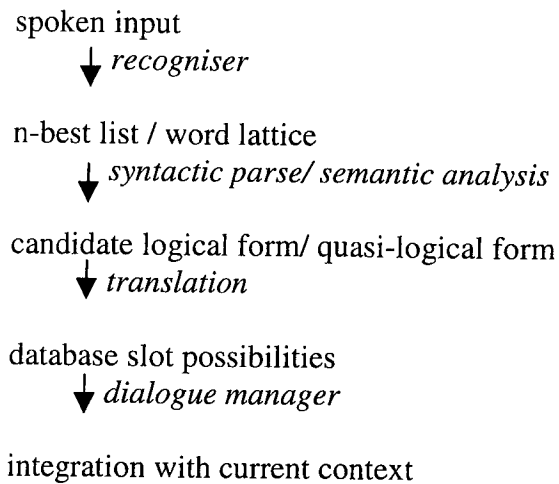 spoken input
recogniser
n-best list / word lattice
syntactic parse/ semantic analysis
candidate logical form/ quasi-logical form
translation
database slot possibilities
dialogue manager
integration with current context